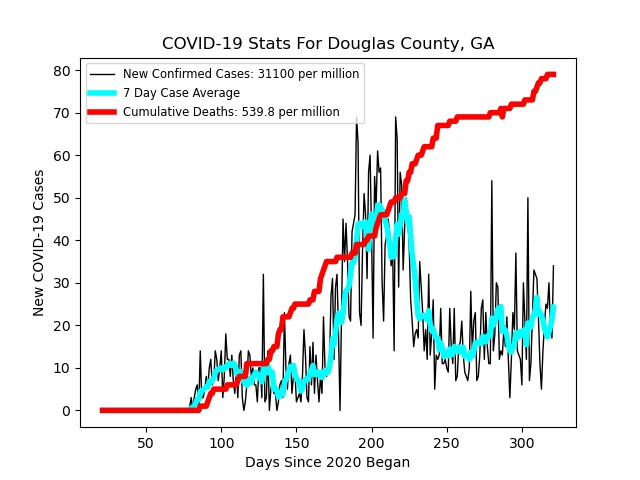 COVID-19 Stats For Douglas County, GA
New Confirmed Cases: 31100 per million
7 Day Case Average
Cumulative Deaths: 539.8 per million
New COVID-19 Cases
80
70
60
50
40
30
20
10
0
50 100 150 200 250 300
Days Since 2020 Began